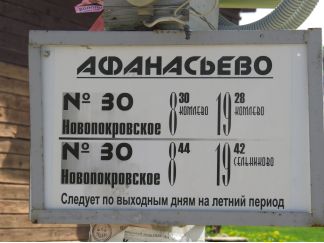 АФАНАСЬЕВО
№ 30 8 30 КОМЛЕВО 19 28 КОМЛЕВО
Новопокровское
№ 30 8 44 19 42 СЕЛЬНИКОВО
Новопокровское
Следует по выходным дням на летний период